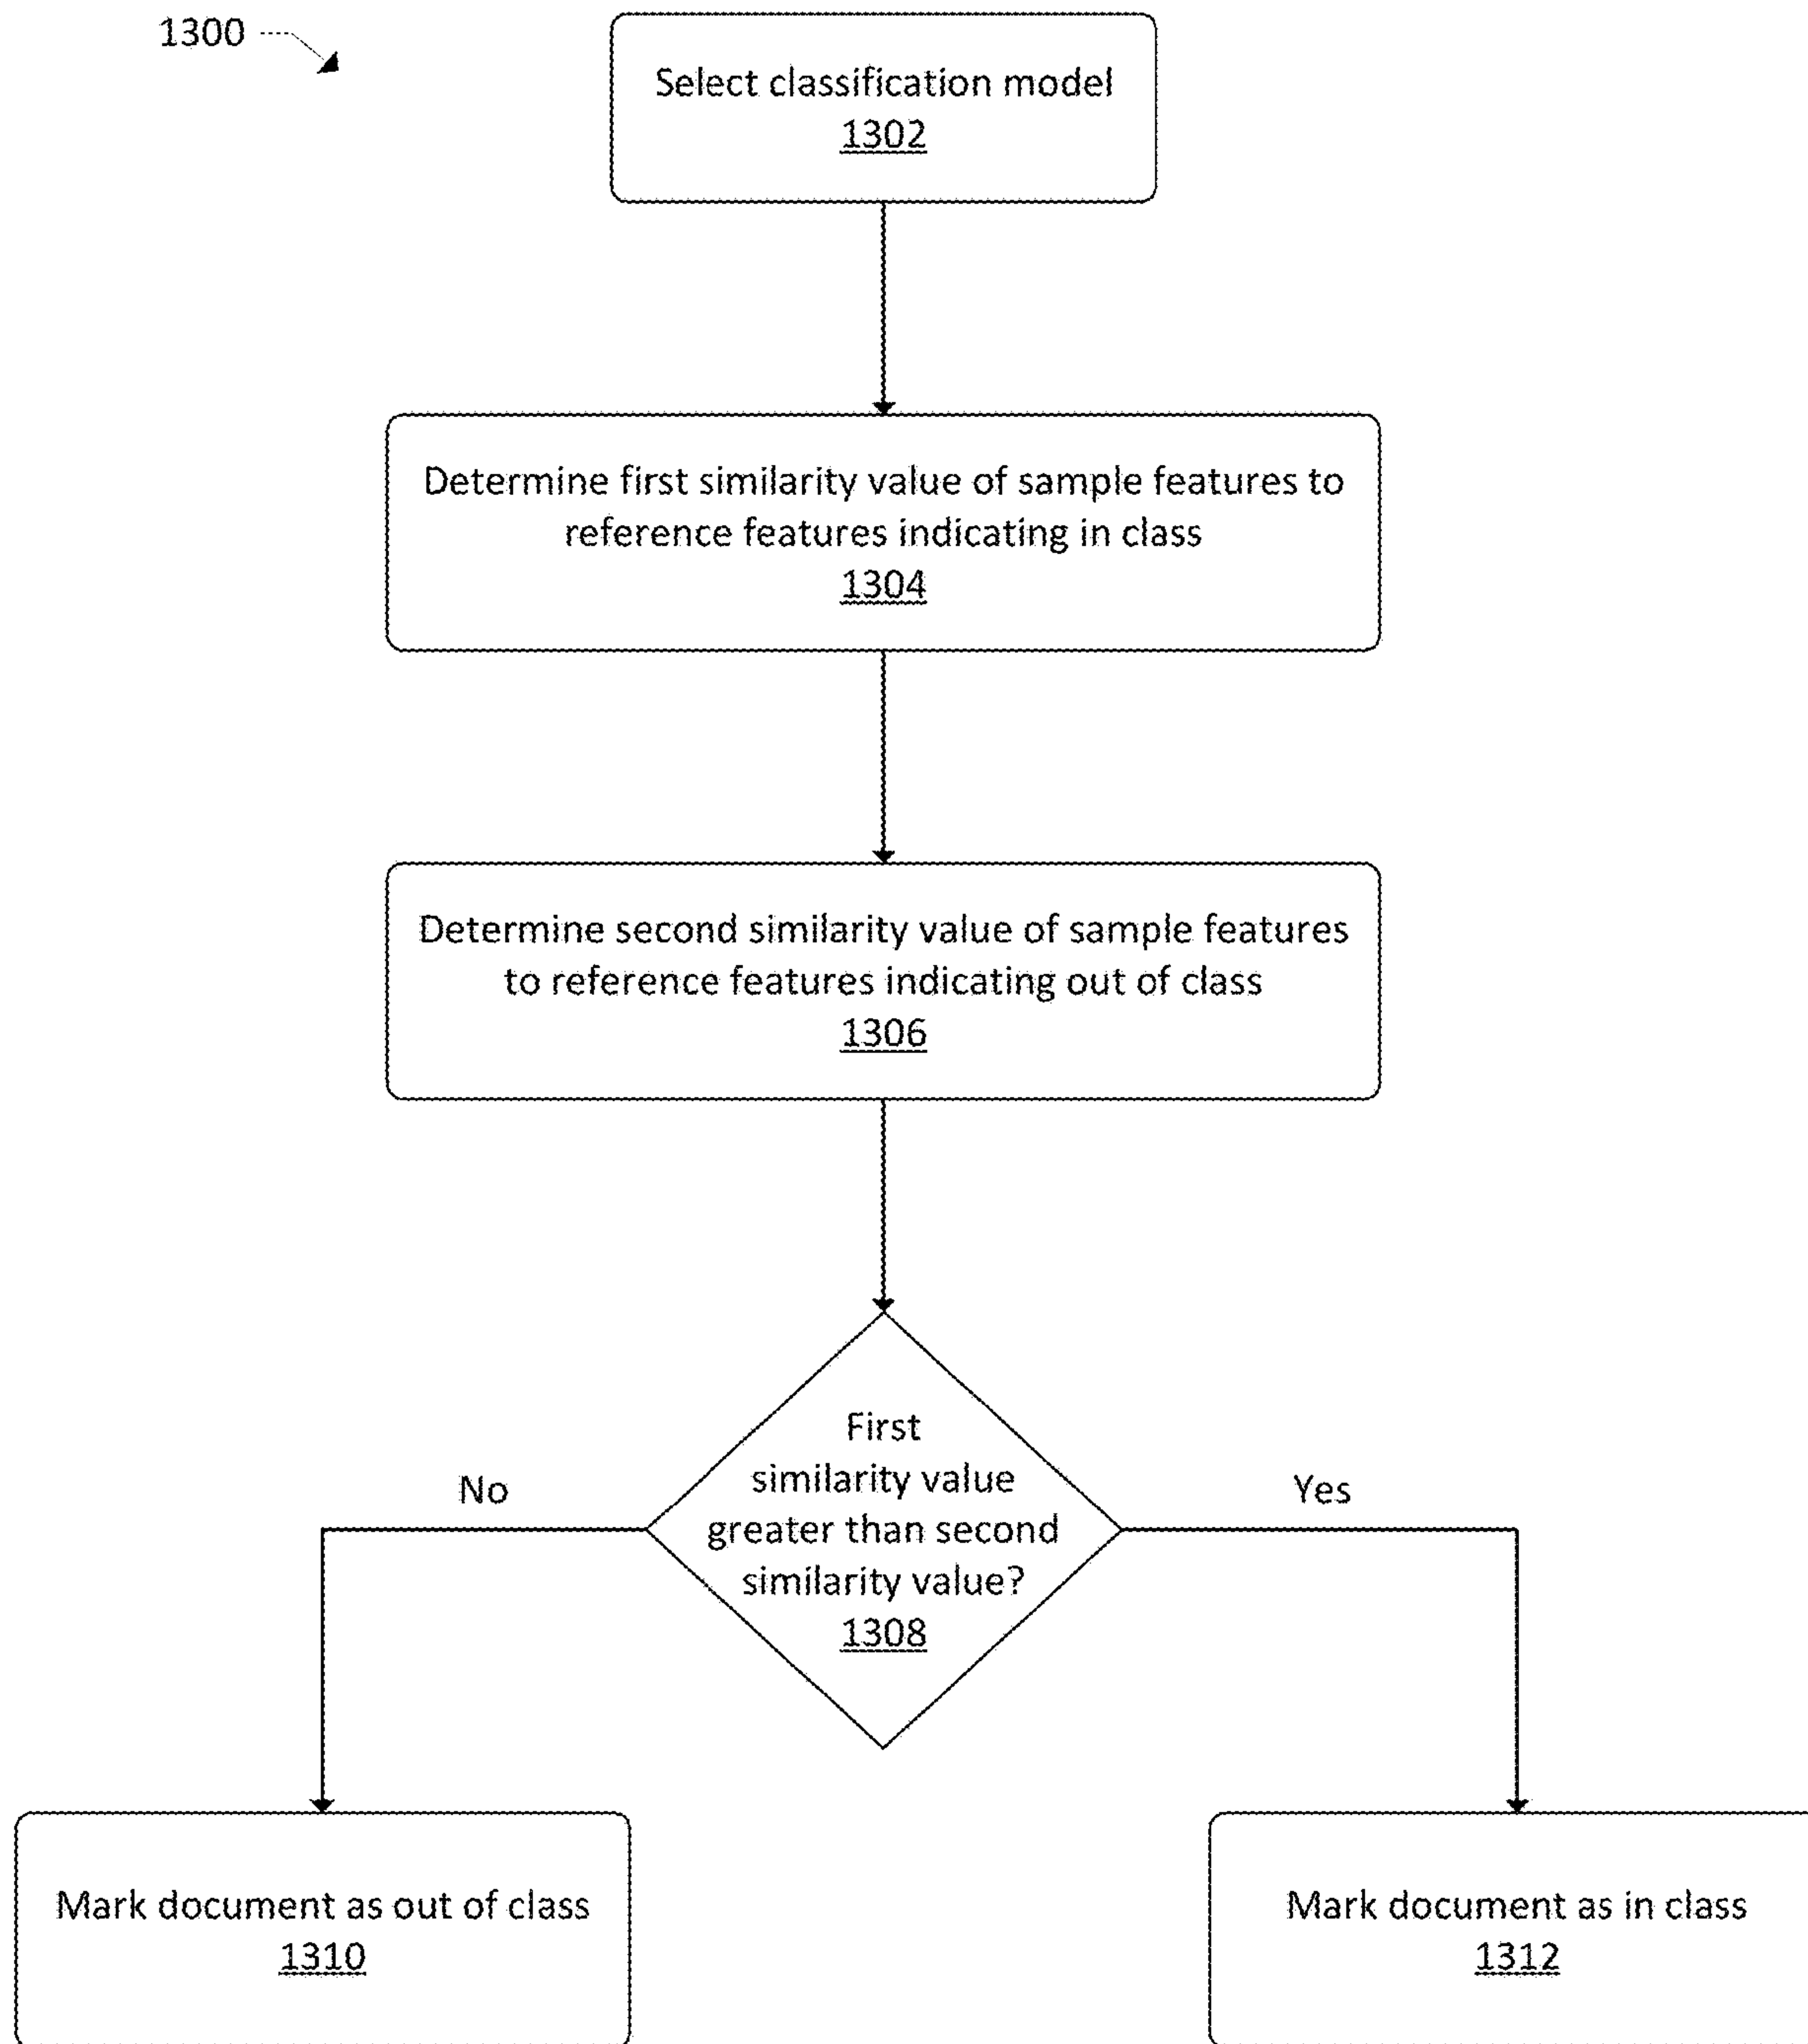 1300
Select classification model
1302
Determine first similarity value of sample features to
reference features indicating in class
1304
Determine second similarity value of sample features
to reference features indicating out of class
1306
First
similarity value
greater than second
similarity value?
1308
No
Yes
Mark document as out of class
1310
Mark document as in class
1312